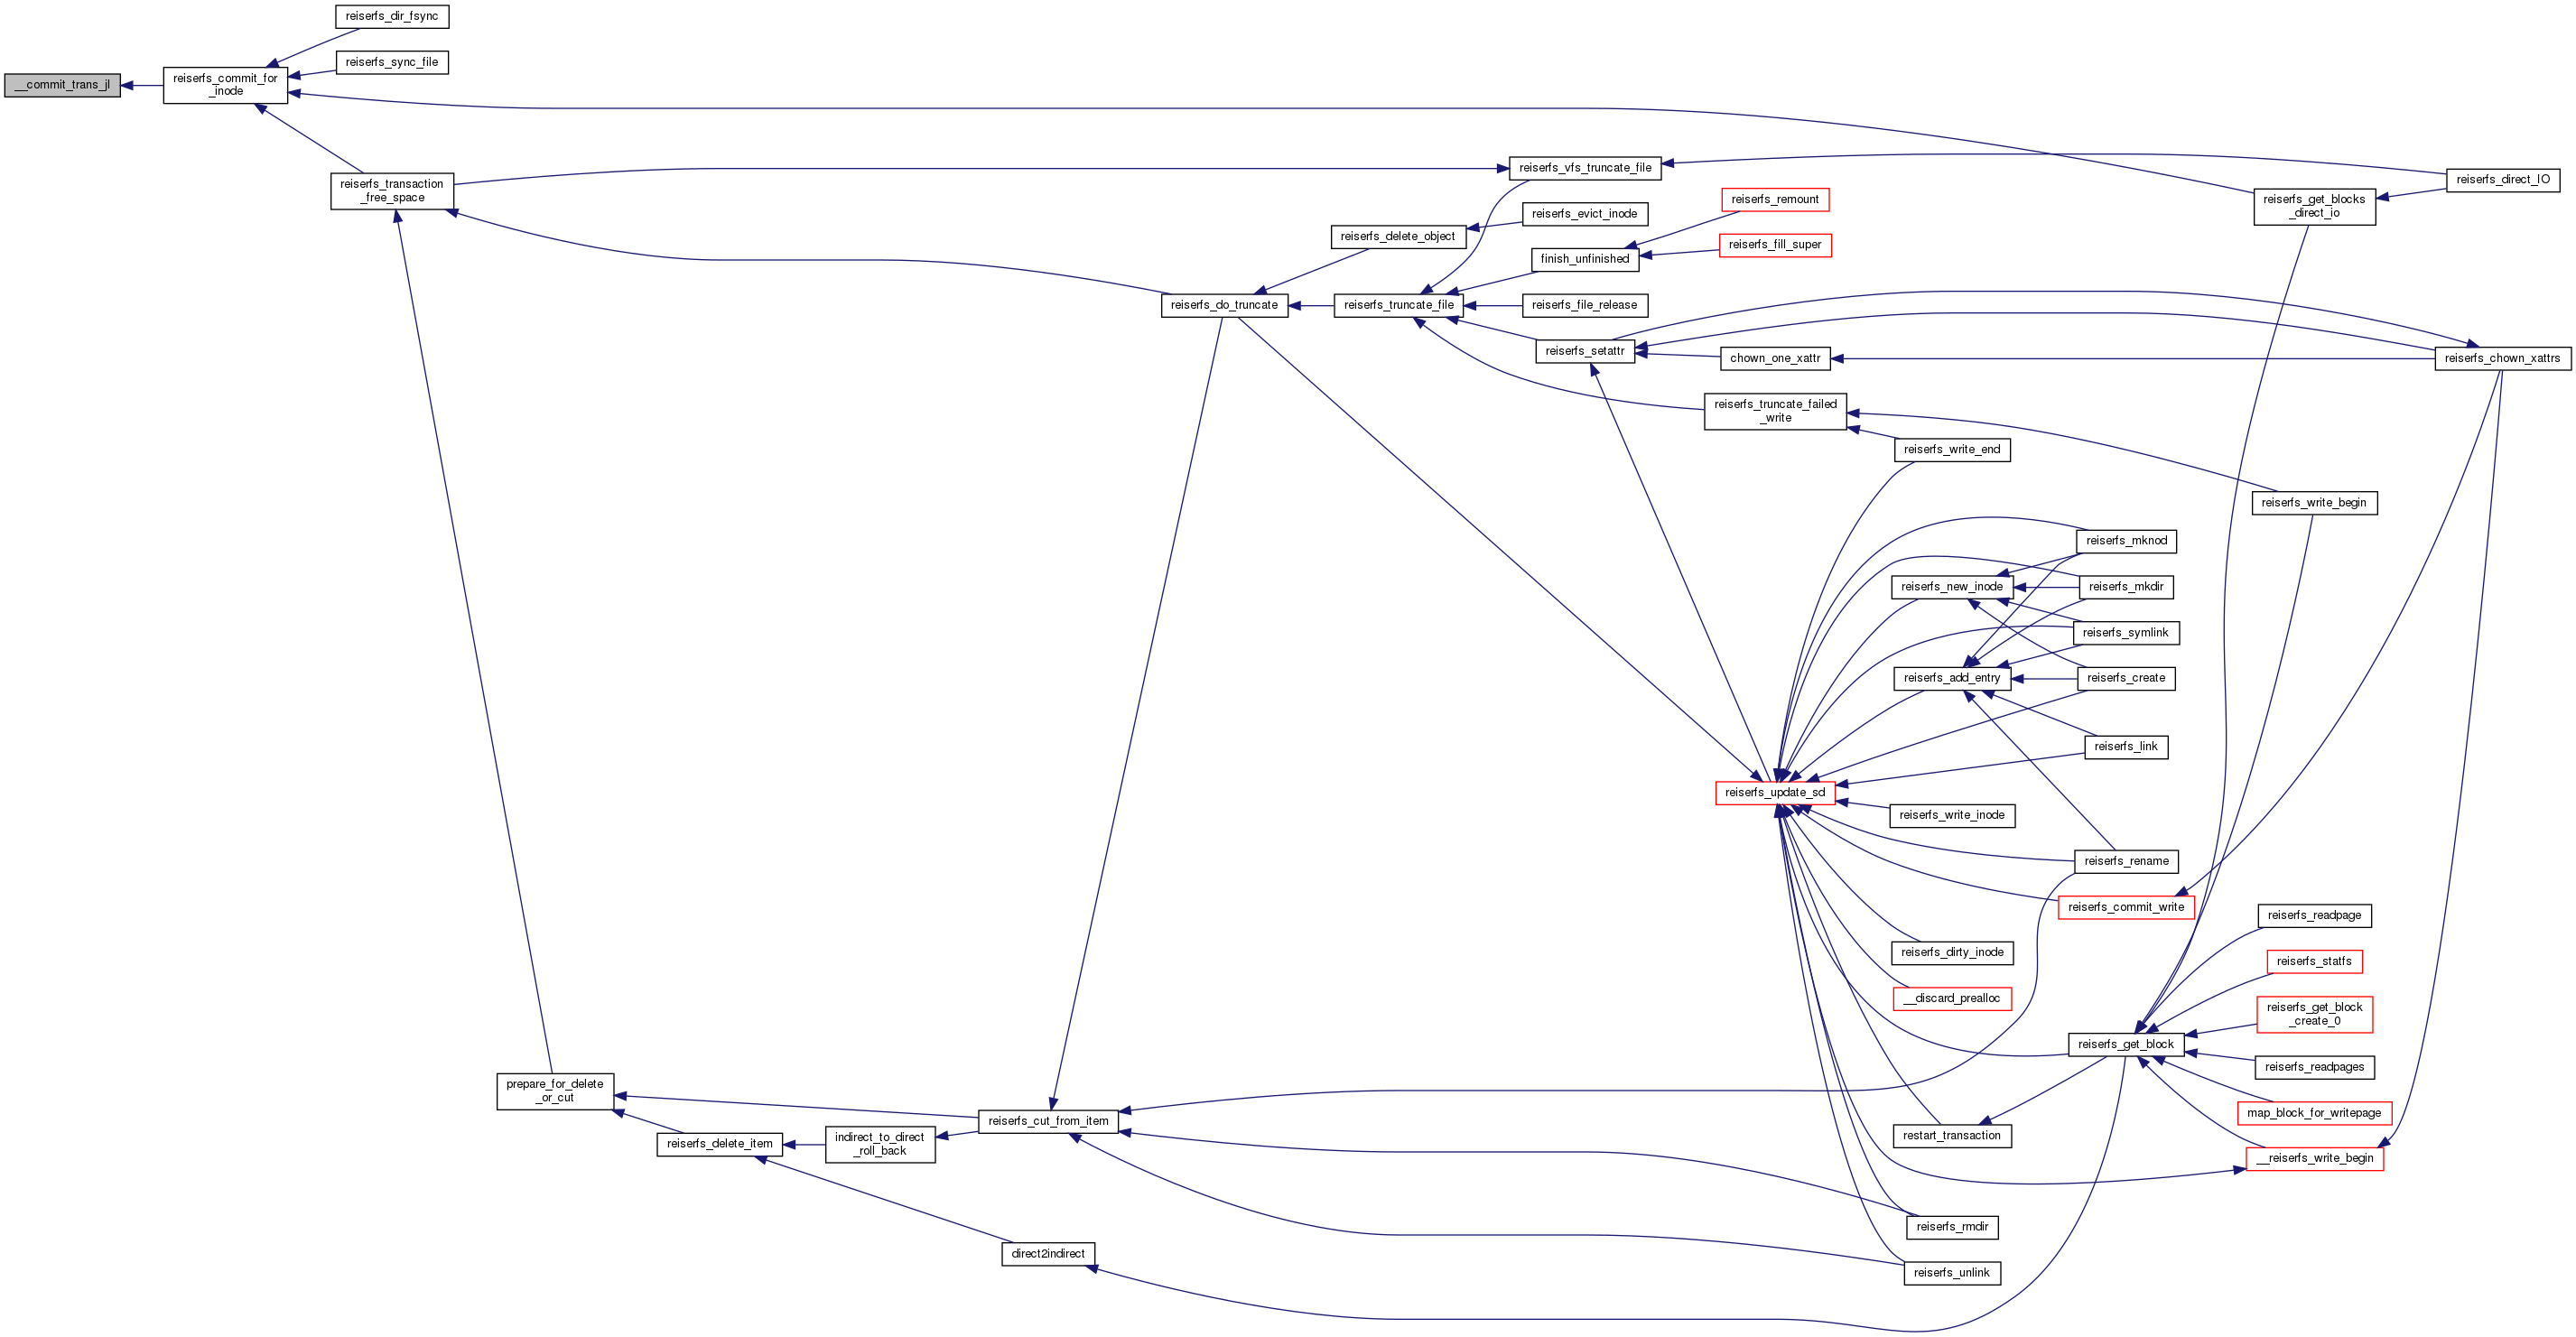 reiserfs_dir_fsync
reiserfs_sync_file
__commit_trans_jl
reiserfs_commit_for
_inode
reiserfs_vfs_truncate_file
reiserfs_direct_IO
reiserfs_transaction
_free_space
reiserfs_remount
reiserfs_get_blocks
_direct_io
reiserfs_evict_inode
reiserfs_delete_object
reiserfs_fill_super
finish_unfinished
reiserfs_do_truncate
reiserfs_truncate_file
reiserfs_file_release
reiserfs_setattr
chown_one_xattr
reiserfs_chown_xattrs
reiserfs_truncate_failed
_write
reiserfs_write_end
reiserfs_write_begin
reiserfs_mknod
reiserfs_new_inode
reiserfs_mkdir
reiserfs_symlink
reiserfs_add_entry
reiserfs_create
reiserfs_link
reiserfs_update_sd
reiserfs_write_inode
reiserfs_rename
reiserfs_commit_write
reiserfs_readpage
reiserfs_dirty_inode
reiserfs_statfs
__discard_prealloc
reiserfs_get_block
_create_0
reiserfs_get_block
reiserfs_readpages
prepare_for_delete
_or_cut
map_block_for_writepage
reiserfs_cut_from_item
restart_transaction
reiserfs_delete_item
indirect_to_direct
_roll_back
__reiserfs_write_begin
reiserfs_rmdir
direct2indirect
reiserfs_unlink